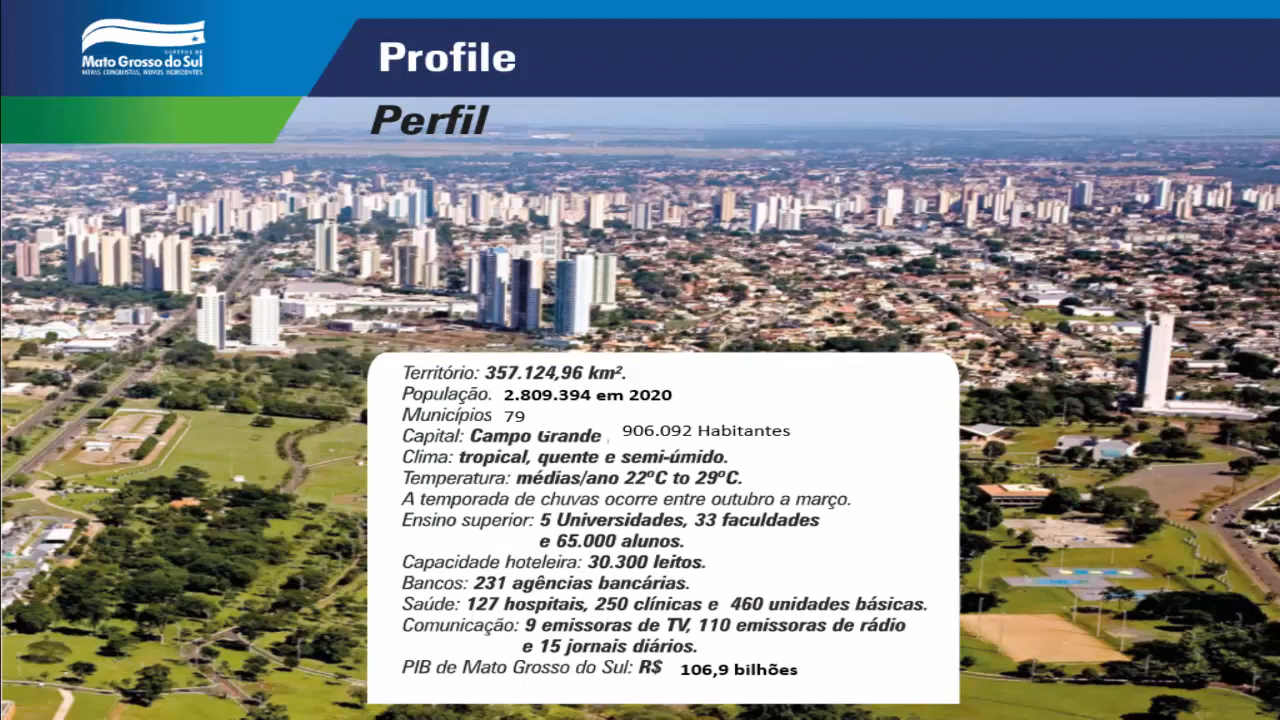 GOVERNO DE
Mato Grosso do Sul
NOVAS CONQUISTAS, NOVOS HORIZONTES
Profile
Perfil
Território: 357.124,96 km².
População. 2.809.394 em 2020
Municípios 79
Capital: Campo Grande , 906.092 Habitantes
Clima: tropical, quente e semi-úmido.
Temperatura: médias/ano 22ºC to 29ºC.
A temporada de chuvas ocorre entre outubro a março.
Ensino superior: 5 Universidades, 33 faculdades
e 65.000 alunos.
Capacidade hoteleira: 30.300 leitos.
Bancos: 231 agências bancárias.
Saúde: 127 hospitais, 250 clínicas e 460 unidades básicas.
Comunicação: 9 emissoras de TV, 110 emissoras de rádio
e 15 jornais diários.
PIB de Mato Grosso do Sul: R$ 106,9 bilhões